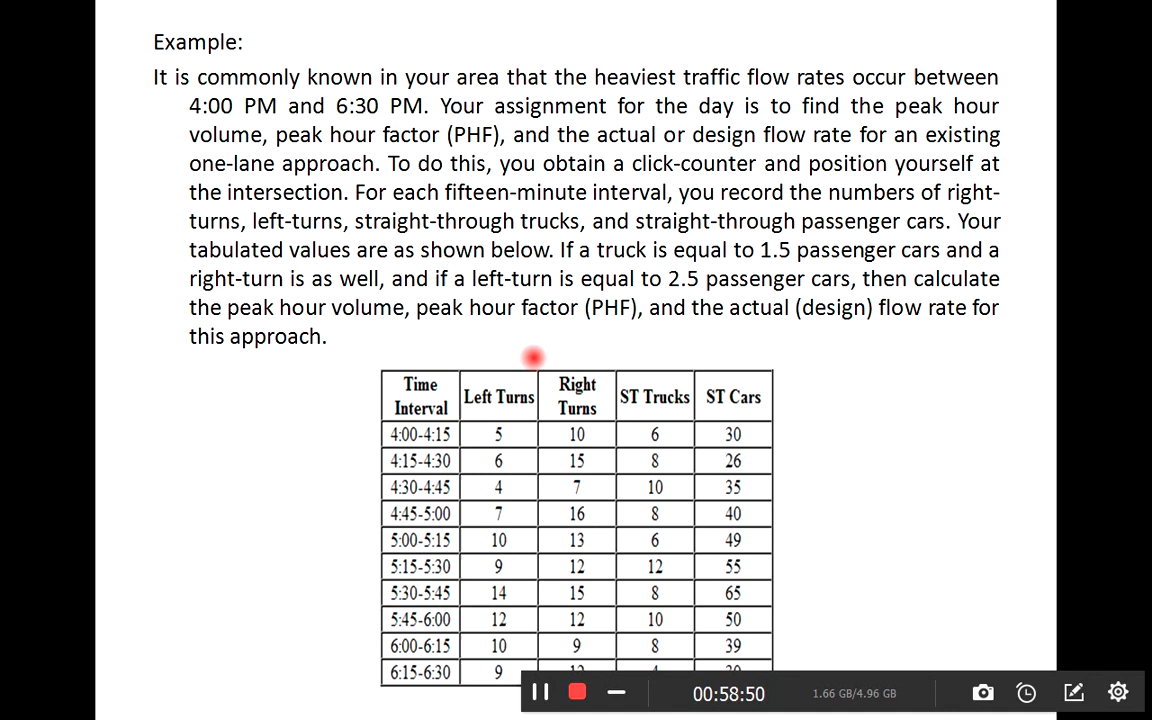 Example:
It is commonly known in your area that the heaviest traffic flow rates occur between
4:00 PM and 6:30 PM. Your assignment for the day is to find the peak hour
volume, peak hour factor (PHF), and the actual or design flow rate for an existing
one-lane approach. To do this, you obtain a click-counter and position yourself at
the intersection. For each fifteen-minute interval, you record the numbers of right-
turns, left-turns, straight-through trucks, and straight-through passenger cars. Your
tabulated values are as shown below. If a truck is equal to 1.5 passenger cars and a
right-turn is as well, and if a left-turn is equal to 2.5 passenger cars, then calculate
the peak hour volume, peak hour factor (PHF), and the actual (design) flow rate for
this approach.
Time Interval Left Turns Right Turns ST Trucks ST Cars
4:00-4:15 5 10 6 30
4:15-4:30 6 15 8 26
4:30-4:45 4 7 10 35
4:45-5:00 7 16 8 40
5:00-5:15 10 13 6 49
5:15-5:30 9 12 12 55
5:30-5:45 14 15 8 65
5:45-6:00 12 12 10 50
6:00-6:15 10 9 8 39
6:15-6:30 9
00:58:50 1.66 GB/4.96 GB